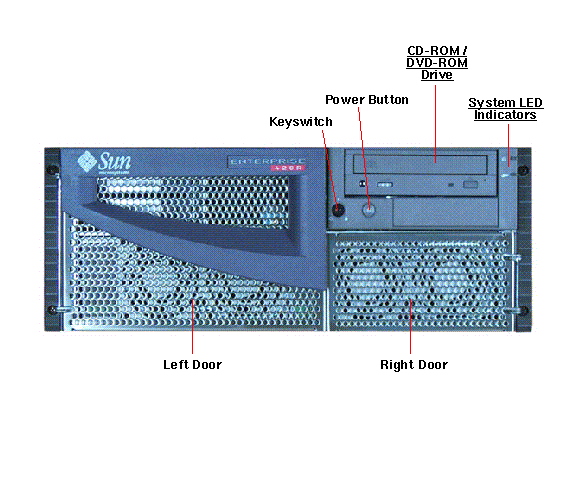 CD-ROM /
DVD-ROM
Drive
Power Button
System LED
Indicators
Keyswitch
Sun
microsystems
ENTERPRISE
420R
Left Door
Right Door